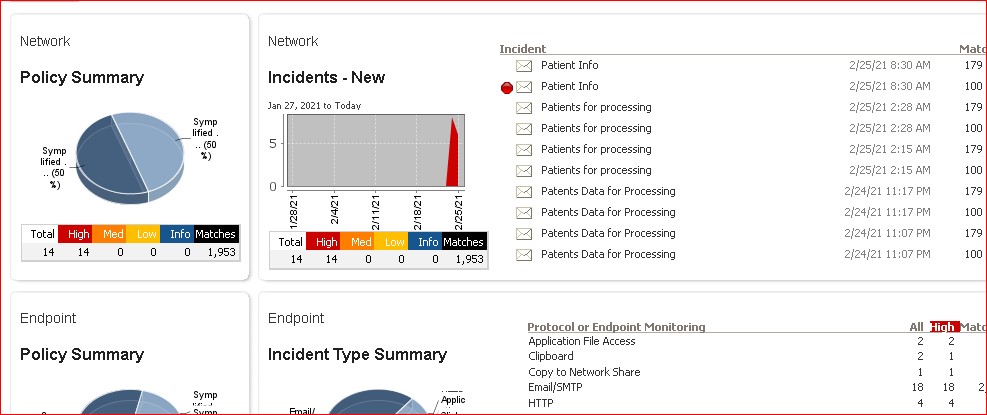 Network
Policy Summary
Symp
lified .
.. (50
%)
Symp
lified .
.. (50
%)
Total High Med Low Info Matches
14 14 0 0 0 1,953
Network
Incidents - New
Jan 27, 2021 to Today
5
0
1/28/21
2/4/21
2/11/21
2/18/21
2/25/21
Total High Med Low Info Matches
14 14 0 0 0 1,953
Incident Matc
Patient Info 2/25/21 8:30 AM 179
Patient Info 2/25/21 8:30 AM 100
Patients for processing 2/25/21 2:28 AM 179
Patients for processing 2/25/21 2:28 AM 100
Patients for processing 2/25/21 2:15 AM 179
Patients for processing 2/25/21 2:15 AM 100
Patents Data for Processing 2/24/21 11:17 PM 179
Patents Data for Processing 2/24/21 11:17 PM 100
Patents Data for Processing 2/24/21 11:07 PM 179
Patents Data for Processing 2/24/21 11:07 PM 100
Endpoint
Policy Summary
Symp
lified
Symp
Symp
Endpoint
Incident Type Summary
Applic
Email/
Protocol or Endpoint Monitoring All High Matc
Application File Access 2 2
Clipboard 2 1
Copy to Network Share 1 1
Email/SMTP 18 18 2,
HTTP 4 4